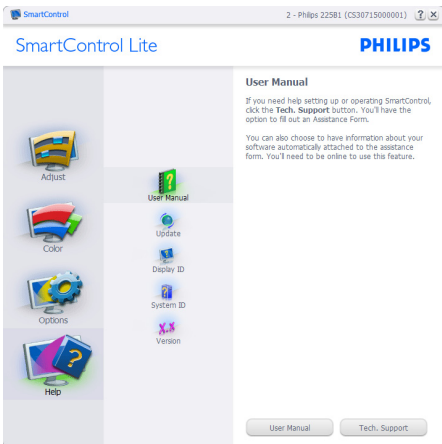 SmartControl
2 - Philips 225B1 (CS30715000001) ? X
SmartControl Lite
PHILIPS
Adjust
Color
Options
?
Help
?
User Manual
Update
Display ID
?
System ID
X.X
Version
User Manual
If you need help setting up or operating SmartControl,
click the Tech. Support button. You'll have the
option to fill out an Assistance Form.
You can also choose to have information about your
software automatically attached to the assistance
form. You'll need to be online to use this feature.
User Manual
Tech. Support